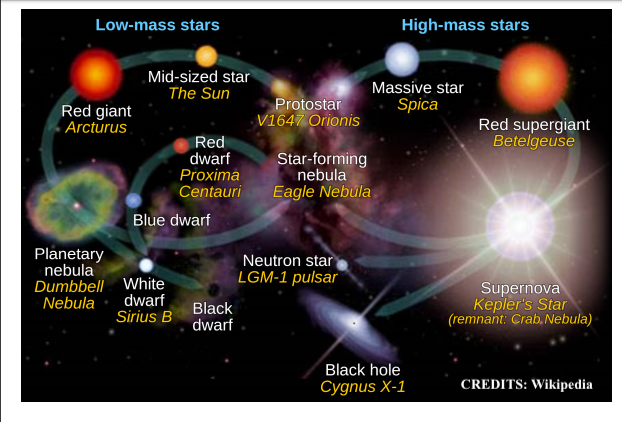 Low-mass stars
High-mass stars
Mid-sized star
The Sun
Red giant
Arcturus
Protostar
V1647 Orionis
Massive star
Spica
Red supergiant
Betelgeuse
Red
dwarf
Proxima
Centauri
Star-forming
nebula
Eagle Nebula
Blue dwarf
Planetary
nebula
Dumbbell
Nebula
White
dwarf
Sirius B
Black
dwarf
Neutron star
LGM-1 pulsar
Supernova
Kepler's Star
(remnant: Crab Nebula)
Black hole
Cygnus X-1
CREDITS: Wikipedia